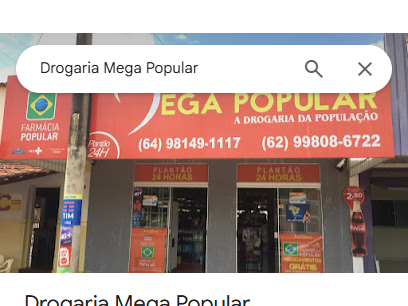 Drogaria Mega Popular
EGA POPULAR
A DROGARIA DA POPULAÇÃO
FARMÁCIA
POPULAR
Plantão
24H
(64) 98149-1117 (62) 99808-6722
PLANTÃO
24 HORAS
PLANTÃO
24 HORAS
TIM
2,50
POPULAR
GRÁTIS
Drogaria Mega Popular